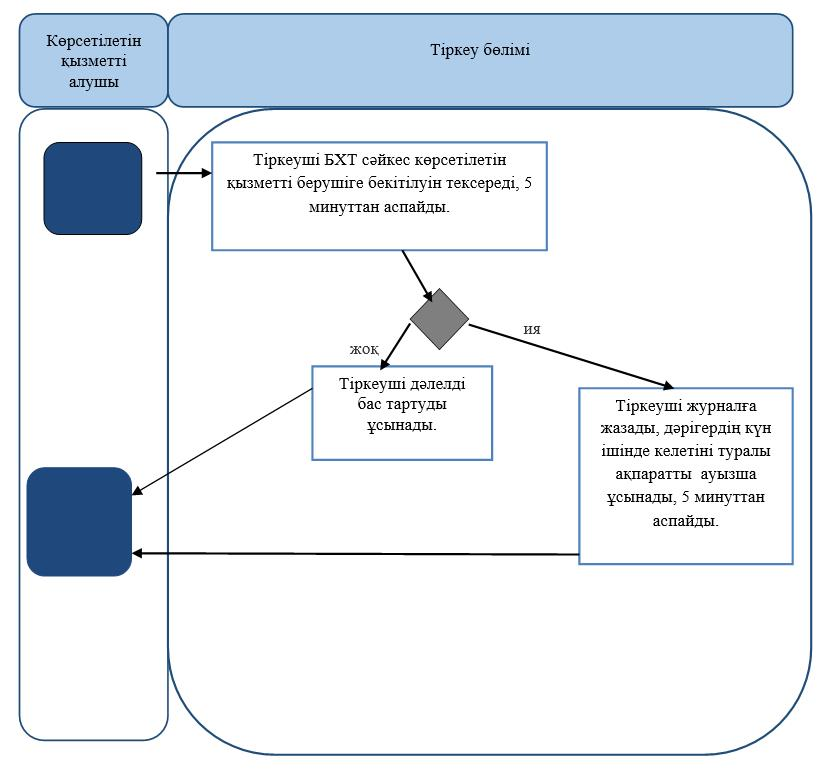 Көрсетілетін
қызметті
алушы
Тіркеу бөлімі
Тіркеуші БХТ сәйкес көрсетілетін
қызметті берушіге бекітілуін тексереді, 5
минуттан аспайды.
жоқ
ия
Тіркеуші дәлелді
бас тартуды
ұсынады.
Тіркеуші журналға
жазады, дәрігердің күн
ішінде келетіні туралы
ақпаратты ауызша
ұсынады, 5 минуттан
аспайды.